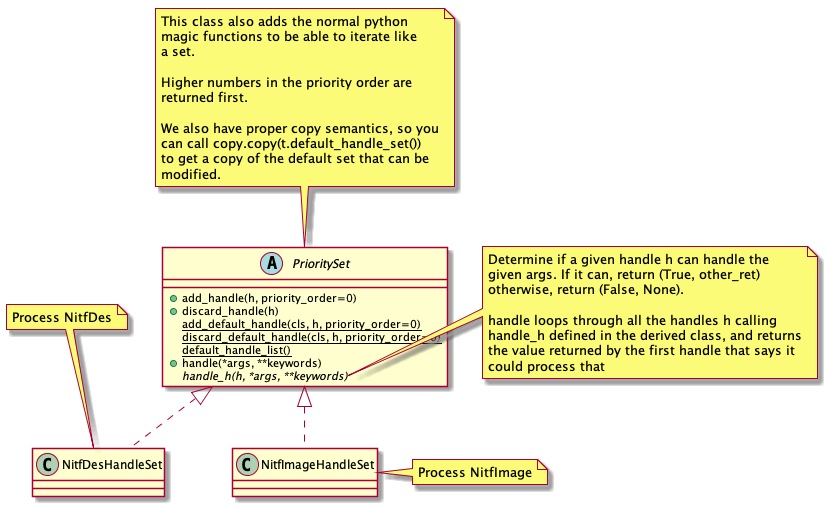 This class also adds the normal python
magic functions to be able to iterate like
a set.
Higher numbers in the priority order are
returned first.
We also have proper copy semantics, so you
can call copy.copy(t.default_handle_set())
to get a copy of the default set that can be
modified.
A PrioritySet
add_handle(h, priority_order=0)
discard_handle(h)
add_default_handle(cls, h, priority_order=0)
discard_default_handle(cls, h, priority_order=0)
default_handle_list()
handle(*args, **keywords)
handle_h(h, *args, **keywords)
Determine if a given handle h can handle the
given args. If it can, return (True, other_ret)
otherwise, return (False, None).
handle loops through all the handles h calling
handle_h defined in the derived class, and returns
the value returned by the first handle that says it
could process that
Process NitfDes
C NitfDesHandleSet
C NitfImageHandleSet
Process NitfImage